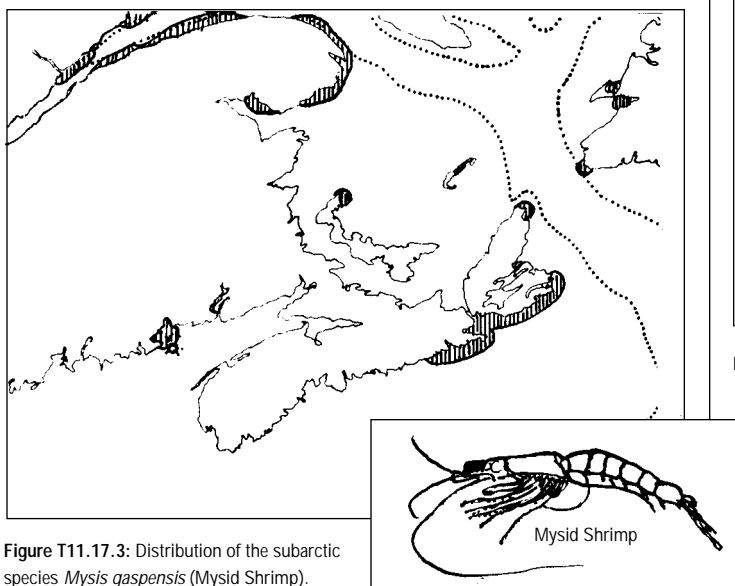 Mysid Shrimp
Figure T11.17.3: Distribution of the subarctic
species Mysis gaspensis (Mysid Shrimp).